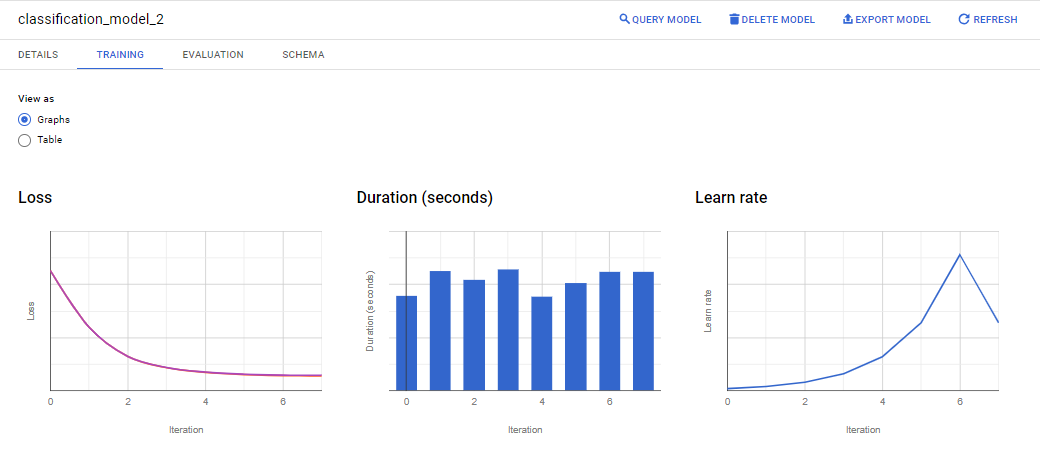 classification_model_2
QUERY MODEL
DELETE MODEL
EXPORT MODEL
REFRESH
DETAILS
TRAINING
EVALUATION
SCHEMA
View as
Graphs
Table
Loss
Loss
0 2 4 6
Iteration
Duration (seconds)
Duration (seconds)
0 2 4 6
Iteration
Learn rate
Learn rate
0 2 4 6
Iteration